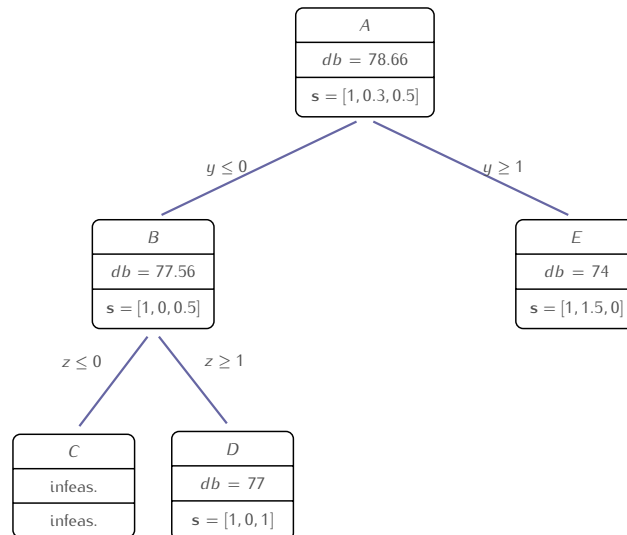 A
db = 78.66
s = [1, 0.3, 0.5]
y ≤ 0
y ≥ 1
B
db = 77.56
s = [1, 0, 0.5]
E
db = 74
s = [1, 1.5, 0]
z ≤ 0
z ≥ 1
C
infeas.
infeas.
D
db = 77
s = [1, 0, 1]